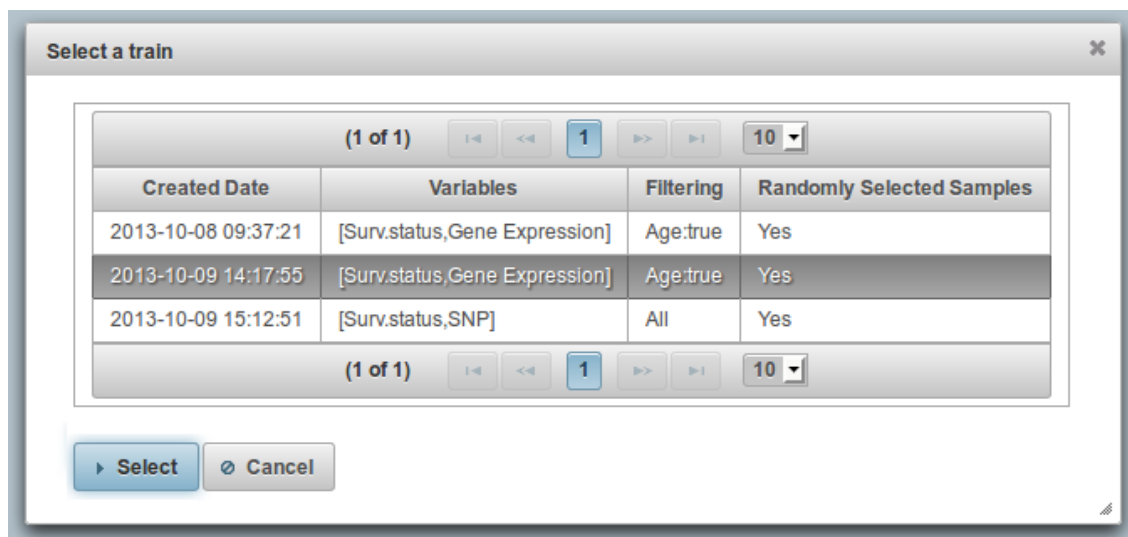 Select a train
(1 of 1) 1 10
Created Date Variables Filtering Randomly Selected Samples
2013-10-08 09:37:21 [Surv.status,Gene Expression] Age:true Yes
2013-10-09 14:17:55 [Surv.status,Gene Expression] Age:true Yes
2013-10-09 15:12:51 [Surv.status,SNP] All Yes
(1 of 1) 1 10
Select Cancel